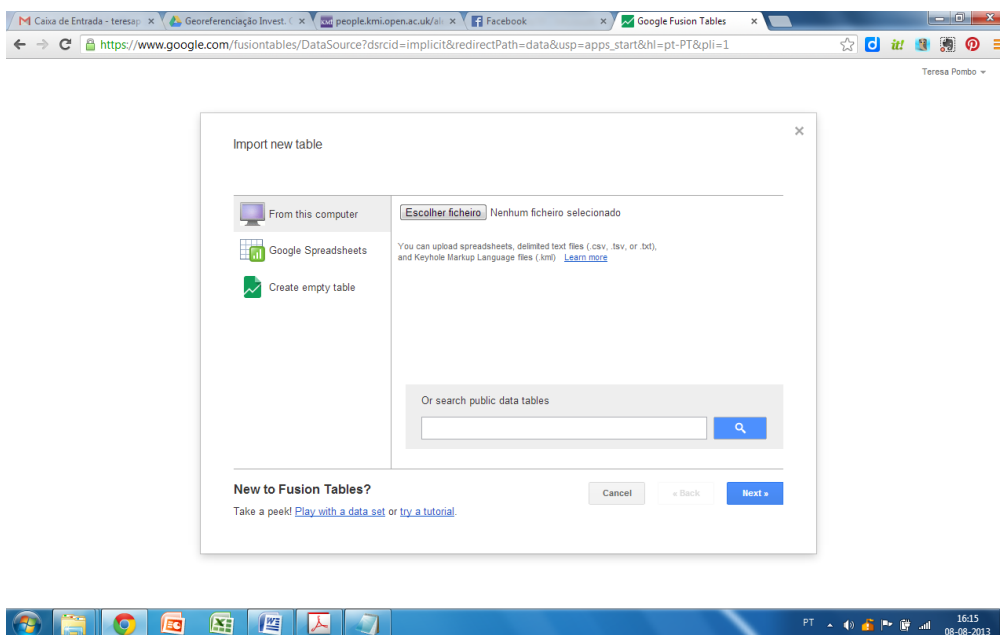 Caixa de Entrada - teresap
Georeferenciação Invest. (
KMI people.kmi.open.ac.uk/al
Facebook
Google Fusion Tables
https://www.google.com/fusiontables/DataSource?dsrcid=implicit&redirectPath=data&usp=apps_start&hl=pt-PT&pli=1
d it!
Teresa Pombo
Import new table
From this computer
Google Spreadsheets
Create empty table
Escolher ficheiro Nenhum ficheiro selecionado
You can upload spreadsheets, delimited text files (.csv, .tsv, or .txt),
and Keyhole Markup Language files (.kml) Learn more
Or search public data tables
New to Fusion Tables?
Take a peek! Play with a data set or try a tutorial.
Cancel « Back Next »
PT 16:15
08-08-2013